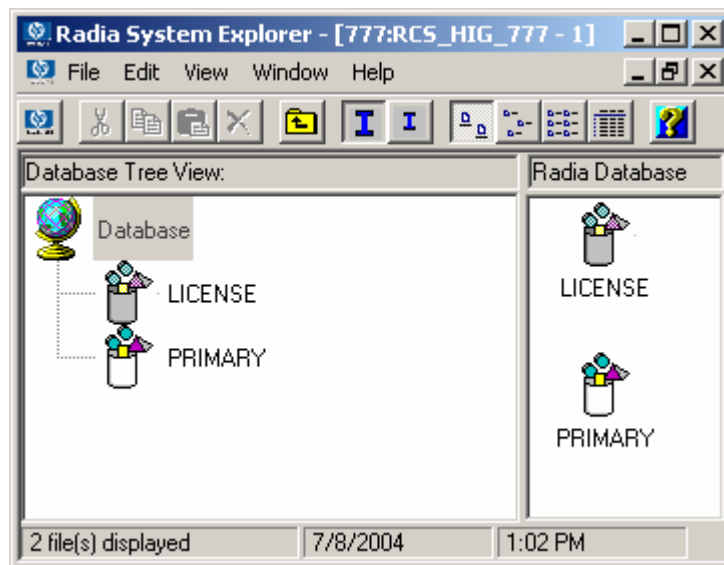 Radia System Explorer - [777:RCS_HIG_777 - 1]
File Edit View Window Help
Database Tree View:
Radia Database
Database
LICENSE
PRIMARY
LICENSE
PRIMARY
2 file(s) displayed
7/8/2004
1:02 PM